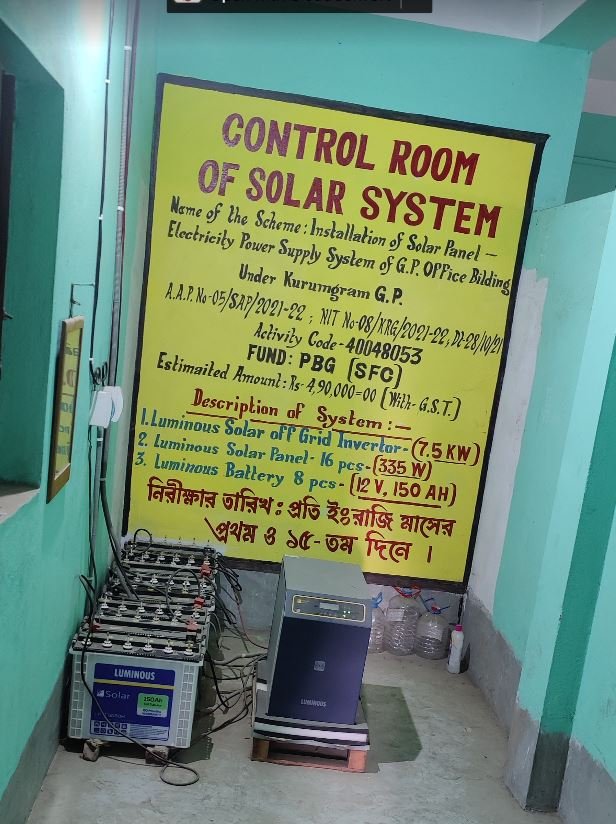 CONTROL ROOM
OF SOLAR SYSTEM
Name of the Scheme: Installation of Solar Panel –
Electricity Power Supply System of G.P. Office Bilding
Under Kurumgram G.P.
A.A.P. No-05/SAP/2021-22 ; NIT No-08/KRG/2021-22, Dt-28/10/21
Activity Code-40048053
FUND: PBG (SFC)
Estimaited Amount: Rs- 4,90,000=00 (With-G.S.T.)
Description of System :–
1. Luminous Solar off Grid Invertor- (7.5 KW)
2. Luminous Solar Panel- 16 pcs- (335 W)
3. Luminous Battery 8 pcs- (12 V, 150 AH)
নিরীক্ষার তারিখ : প্রতি ইংরাজি মাসের
প্রথম ও ১৫-তম দিনে ।
LUMINOUS
Solar
150Ah
LUMINOUS